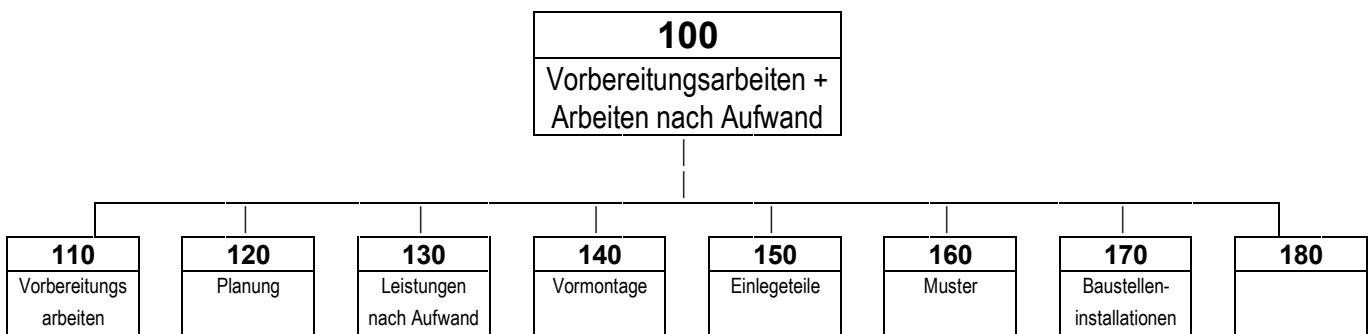 100
Vorbereitungsarbeiten +
Arbeiten nach Aufwand
110
Vorbereitungs
arbeiten
120
Planung
130
Leistungen
nach Aufwand
140
Vormontage
150
Einlegeteile
160
Muster
170
Baustellen-
installationen
180